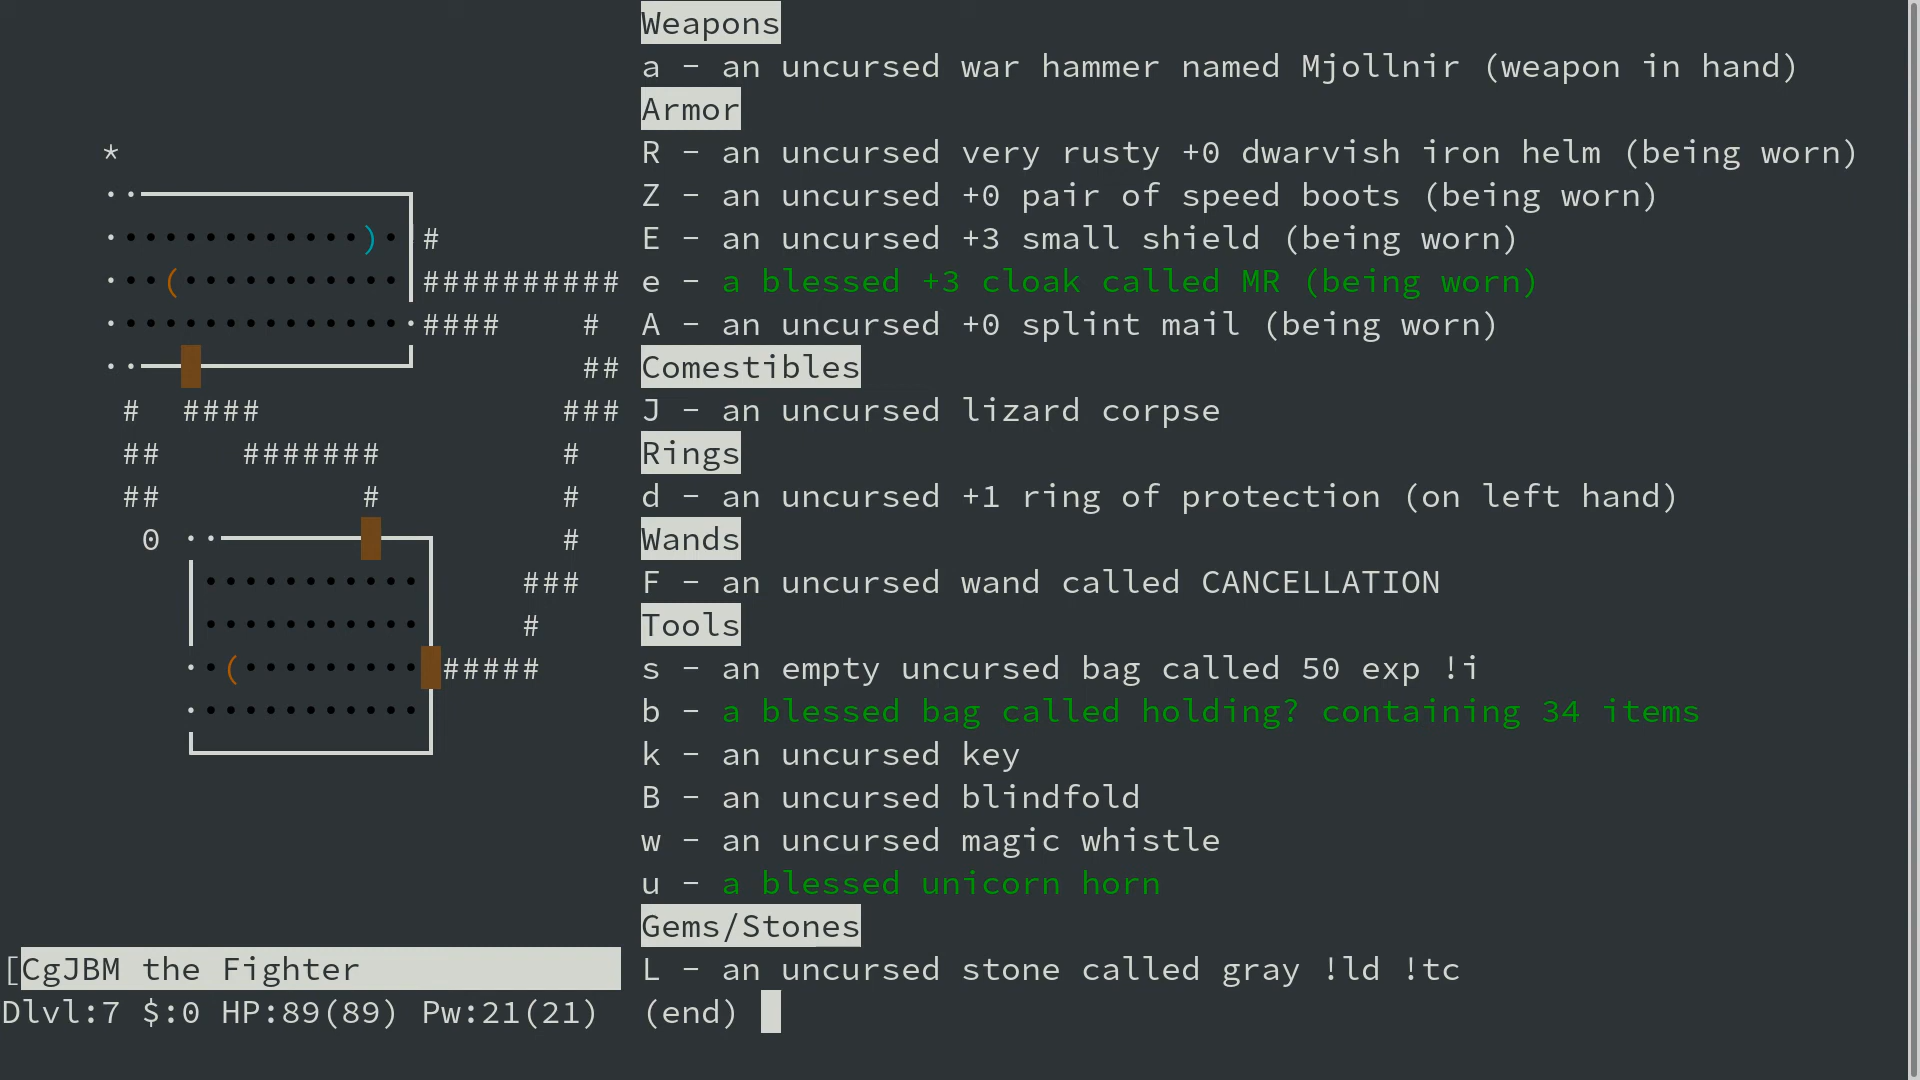 Weapons
a - an uncursed war hammer named Mjollnir (weapon in hand)
Armor
* R - an uncursed very rusty +0 dwarvish iron helm (being worn)
Z - an uncursed +0 pair of speed boots (being worn)
) # E - an uncursed +3 small shield (being worn)
( ########## e - a blessed +3 cloak called MR (being worn)
#### # A - an uncursed +0 splint mail (being worn)
## Comestibles
# #### ### J - an uncursed lizard corpse
## ####### # Rings
## # # d - an uncursed +1 ring of protection (on left hand)
0 # Wands
### F - an uncursed wand called CANCELLATION
# Tools
( ##### s - an empty uncursed bag called 50 exp !i
b - a blessed bag called holding? containing 34 items
k - an uncursed key
B - an uncursed blindfold
w - an uncursed magic whistle
u - a blessed unicorn horn
Gems/Stones
[CgJBM the Fighter L - an uncursed stone called gray !ld !tc
Dlvl:7 $:0 HP:89(89) Pw:21(21) (end)